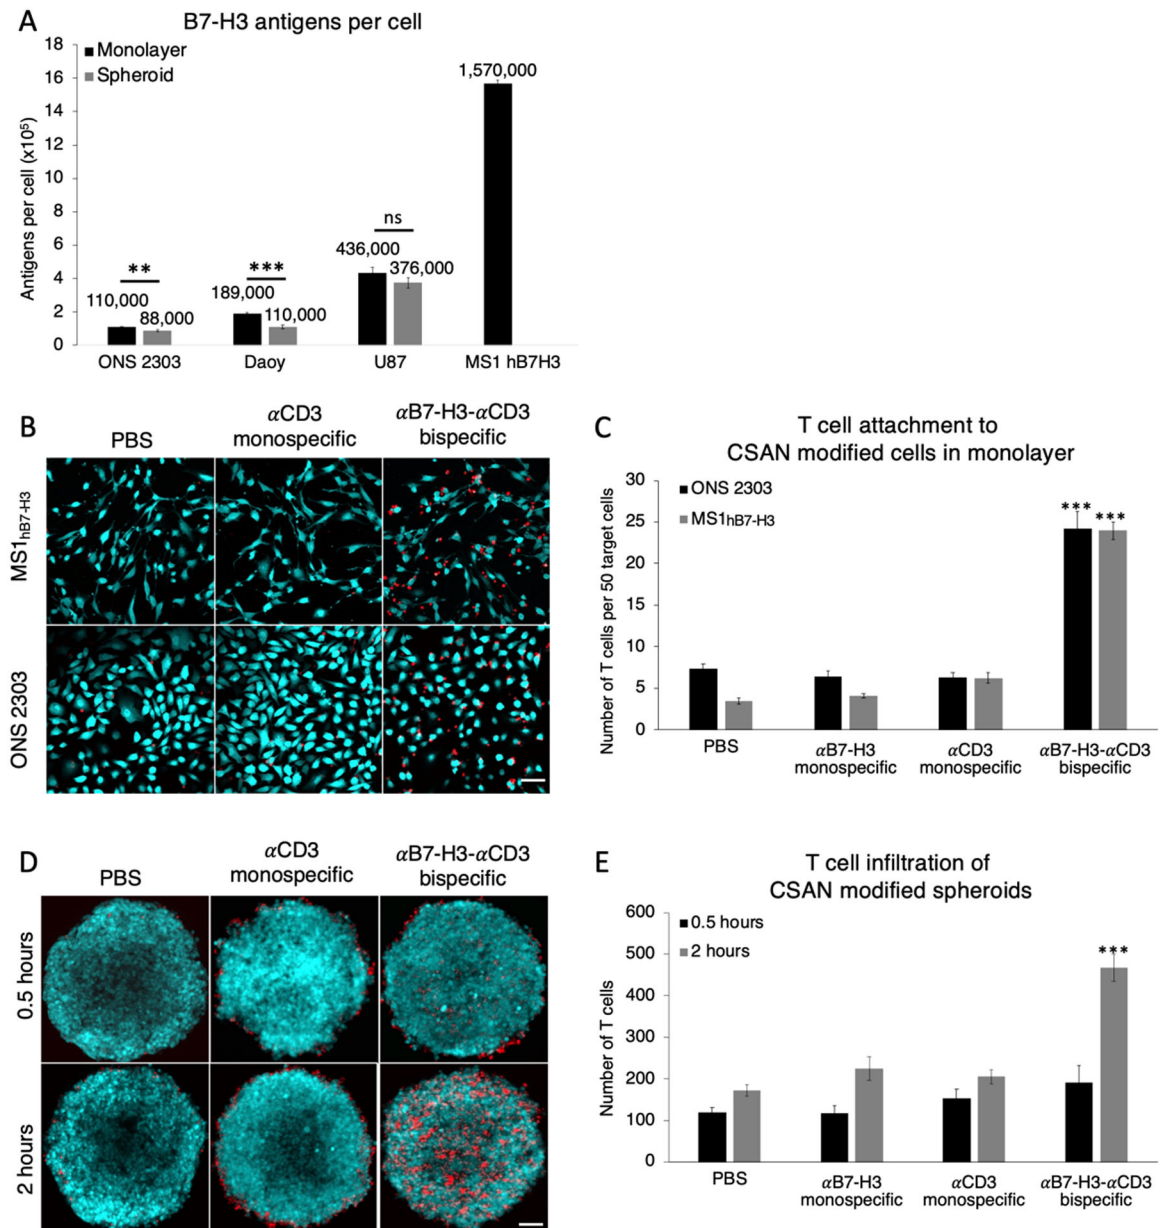 A
B7-H3 antigens per cell
Antigens per cell (x10⁵)
18
16
14
12
10
8
6
4
2
0
Monolayer
Spheroid
110,000
**
88,000
189,000
***
110,000
436,000
ns
376,000
1,570,000
ONS 2303
Daoy
U87
MS1 hB7H3
B
PBS
αCD3
monospecific
αB7-H3-αCD3
bispecific
MS1hB7-H3
ONS 2303
C
T cell attachment to
CSAN modified cells in monolayer
Number of T cells per 50 target cells
30
25
20
15
10
5
0
ONS 2303
MS1hB7-H3
***
***
PBS
αB7-H3
monospecific
αCD3
monospecific
αB7-H3-αCD3
bispecific
D
PBS
αCD3
monospecific
αB7-H3-αCD3
bispecific
0.5 hours
2 hours
E
T cell infiltration of
CSAN modified spheroids
Number of T cells
600
500
400
300
200
100
0
0.5 hours
2 hours
***
PBS
αB7-H3
monospecific
αCD3
monospecific
αB7-H3-αCD3
bispecific